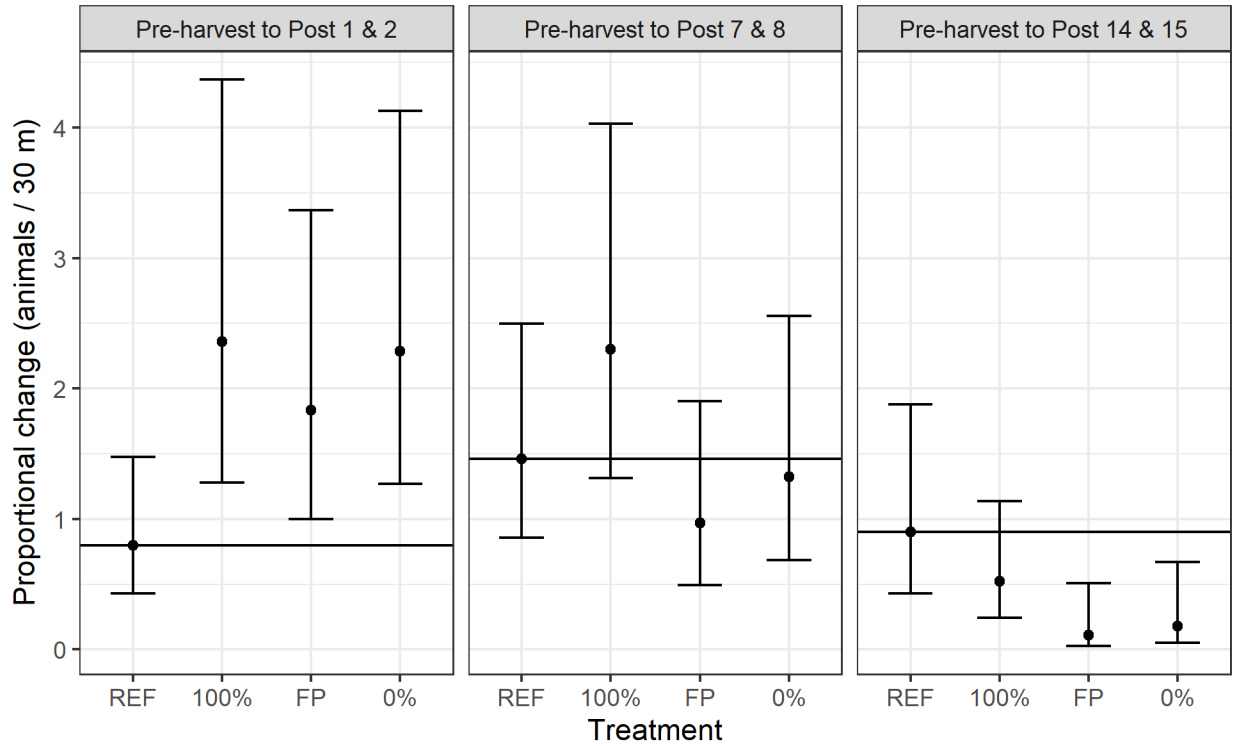 Pre-harvest to Post 1 & 2
Pre-harvest to Post 7 & 8
Pre-harvest to Post 14 & 15
Proportional change (animals / 30 m)
4
3
2
1
0
REF 100% FP 0%
REF 100% FP 0%
REF 100% FP 0%
Treatment